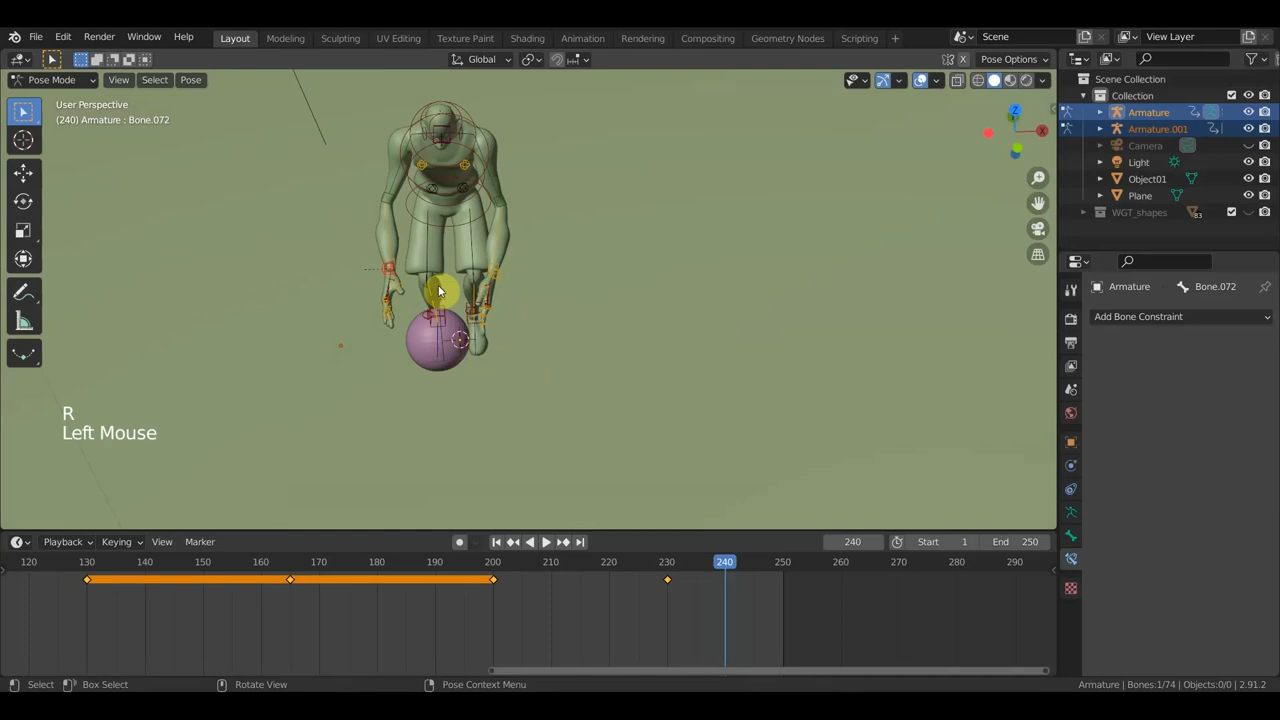 File Edit Render Window Help Layout Modeling Sculpting UV Editing Texture Paint Shading Animation Rendering Compositing Geometry Nodes Scripting + Scene View Layer
Global Pose Options
Pose Mode View Select Pose
Scene Collection
User Perspective
(240) Armature : Bone.072
Collection
Armature
Armature.001
Camera
Light
Object01
Plane
WGT_shapes 83
Z
X
Armature Bone.072
Add Bone Constraint
R
Left Mouse
Playback Keying View Marker 240 Start 1 End 250
120 130 140 150 160 170 180 190 200 210 220 230 240 250 260 270 280 290
Select Box Select Rotate View Pose Context Menu Armature | Bones:1/74 | Objects:0/0 | 2.91.2